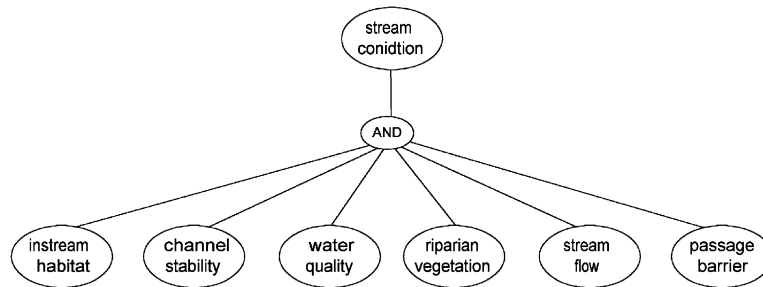 stream
conidtion
AND
instream
habitat
channel
stability
water
quality
riparian
vegetation
stream
flow
passage
barrier